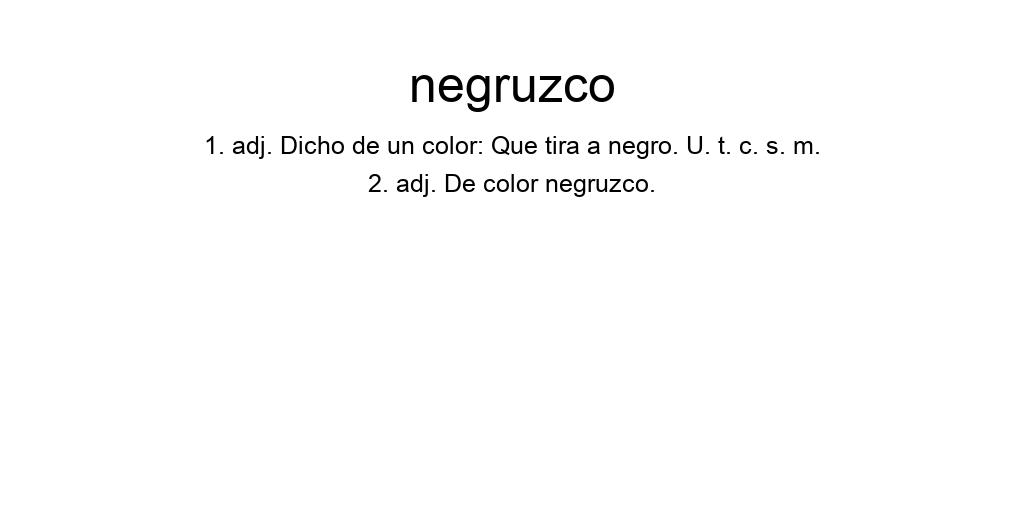 negruzco
1. adj. Dicho de un color: Que tira a negro. U. t. c. s. m.
2. adj. De color negruzco.